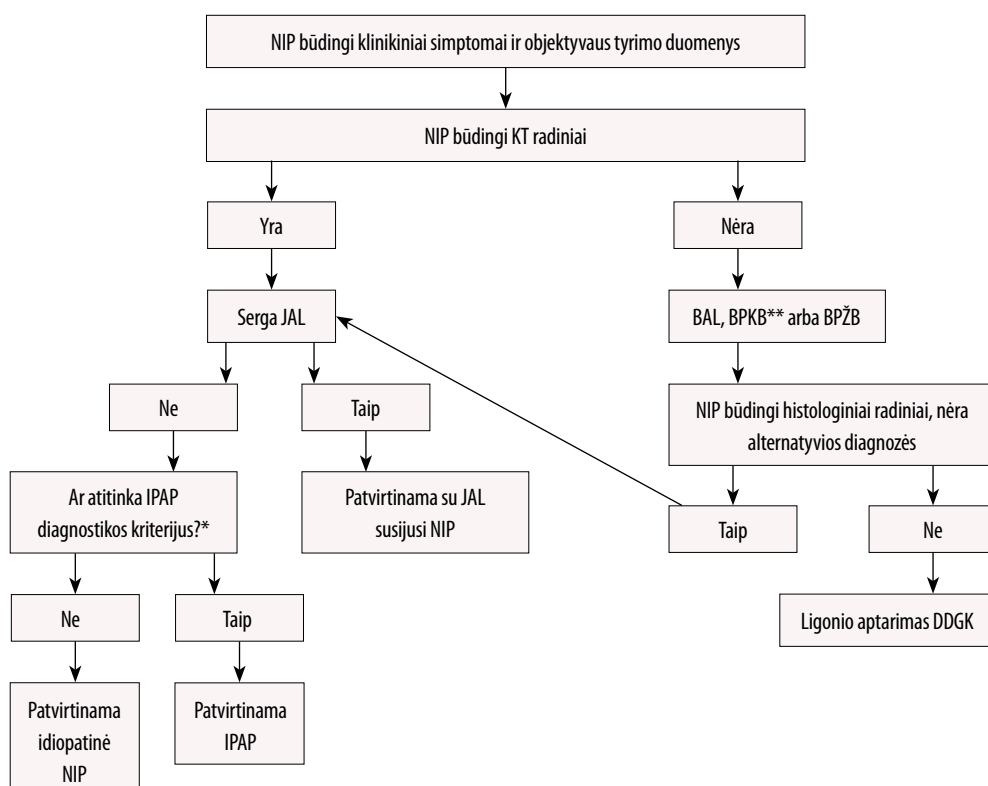 NIP būdingi klinikiniai simptomai ir objektyvaus tyrimo duomenys
NIP būdingi KT radiniai
Yra
Nėra
Serga JAL
BAL, BPKB** arba BPŽB
Ne
Taip
NIP būdingi histologiniai radiniai, nėra
alternatyvios diagnozės
Ar atitinka IPAP
diagnostikos kriterijus?*
Patvirtinama su JAL
susijusi NIP
Taip
Ne
Ne
Taip
Ligonio aptarimas DDGK
Patvirtinama
idiopatinė
NIP
Patvirtinama
IPAP